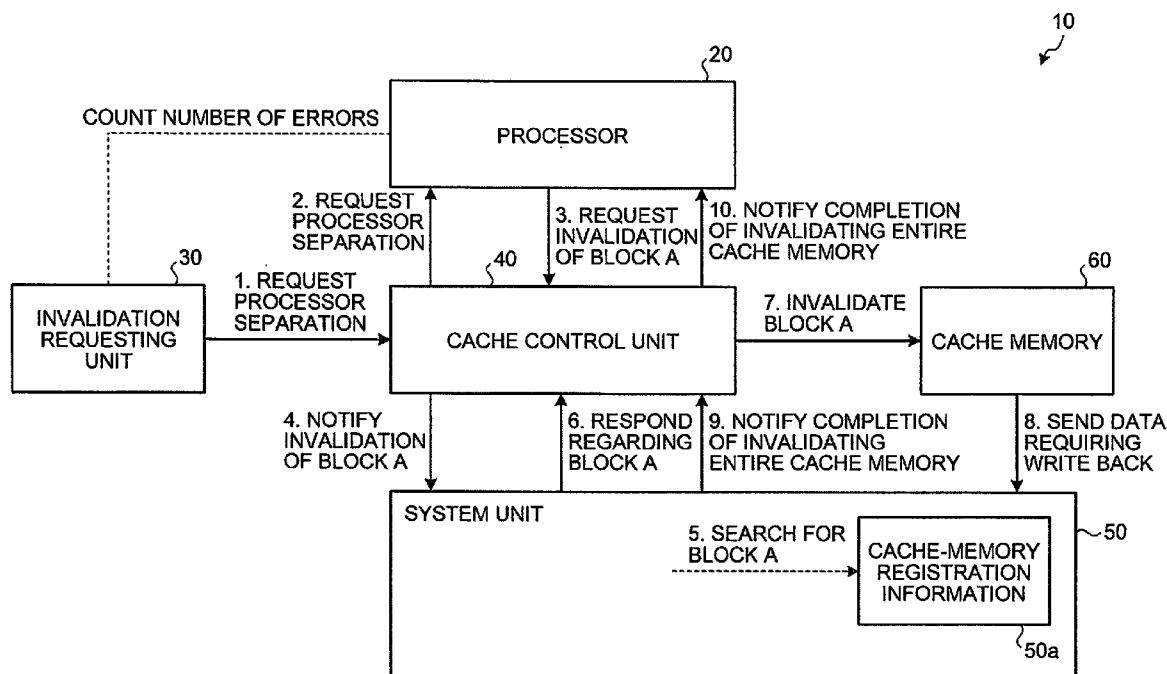 10
20
COUNT NUMBER OF ERRORS
PROCESSOR
2. REQUEST
PROCESSOR
SEPARATION
3. REQUEST
INVALIDATION
OF BLOCK A
10. NOTIFY COMPLETION
OF INVALIDATING ENTIRE
CACHE MEMORY
30
1. REQUEST
PROCESSOR
SEPARATION
40
7. INVALIDATE
BLOCK A
60
INVALIDATION
REQUESTING
UNIT
CACHE CONTROL UNIT
CACHE MEMORY
4. NOTIFY
INVALIDATION
OF BLOCK A
6. RESPOND
REGARDING
BLOCK A
9. NOTIFY COMPLETION
OF INVALIDATING
ENTIRE CACHE MEMORY
8. SEND DATA
REQUIRING
WRITE BACK
SYSTEM UNIT
50
5. SEARCH FOR
BLOCK A
CACHE-MEMORY
REGISTRATION
INFORMATION
50a